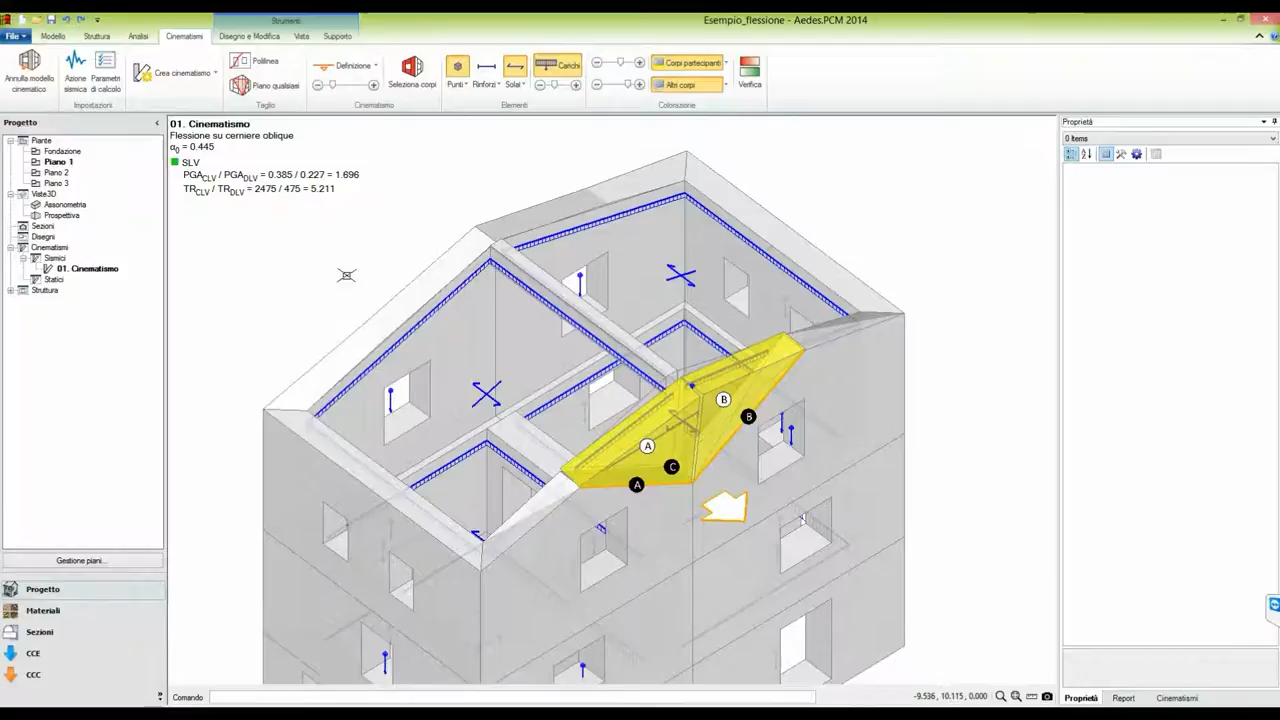 Strumenti
Esempio_flessione - Aedes.PCM 2014
File
Modello
Struttura
Analisi
Cinematismi
Disegno e Modifica
Vista
Supporto
Annulla modello
cinematico
Azione
sismica
Parametri
di calcolo
Impostazioni
Crea cinematismo
Polilinea
Piano qualsiasi
Taglio
Definizione
Seleziona corpi
Cinematismo
Punti
Rinforzi
Solai
Carichi
Elementi
Corpi partecipanti
Altri corpi
Colorazione
Verifica
Progetto
Piante
Fondazione
Piano 1
Piano 2
Piano 3
Viste3D
Assonometria
Prospettiva
Sezioni
Disegni
Cinematismi
Sismici
01. Cinematismo
Statici
Struttura
Gestione piani...
Progetto
Materiali
Sezioni
CCE
CCC
01. Cinematismo
Flessione su cerniere oblique
α0 = 0.445
SLV
PGACLV / PGADLV = 0.385 / 0.227 = 1.696
TRCLV / TRDLV = 2475 / 475 = 5.211
B
B
A
C
A
Comando
-9.536, 10.115, 0.000
Proprietà
0 Items
Proprietà
Report
Cinematismi